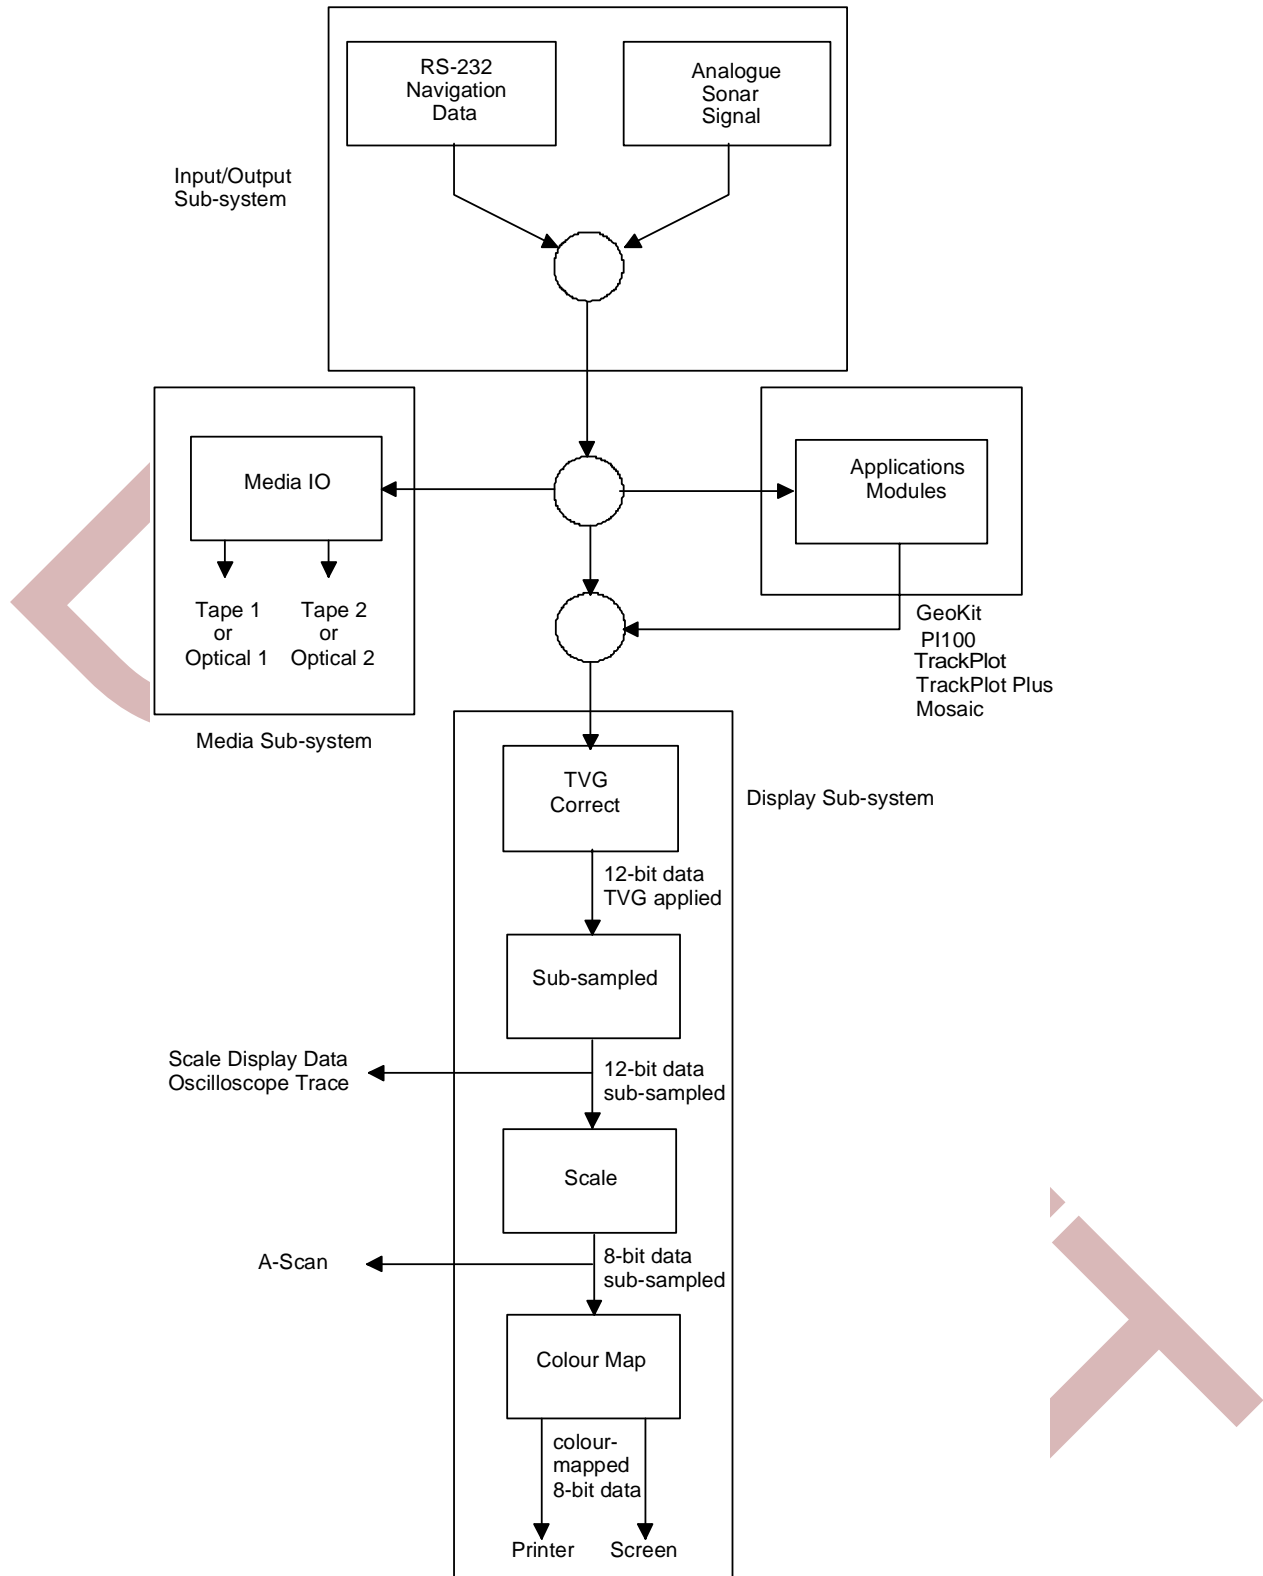 RS-232
Navigation
Data
Analogue
Sonar
Signal
Input/Output
Sub-system
Media IO
Applications
Modules
Tape 1
or
Optical 1
Tape 2
or
Optical 2
GeoKit
PI100
TrackPlot
TrackPlot Plus
Mosaic
Media Sub-system
TVG
Correct
Display Sub-system
12-bit data
TVG applied
Sub-sampled
Scale Display Data
Oscilloscope Trace
12-bit data
sub-sampled
Scale
A-Scan
8-bit data
sub-sampled
Colour Map
colour-
mapped
8-bit data
Printer
Screen